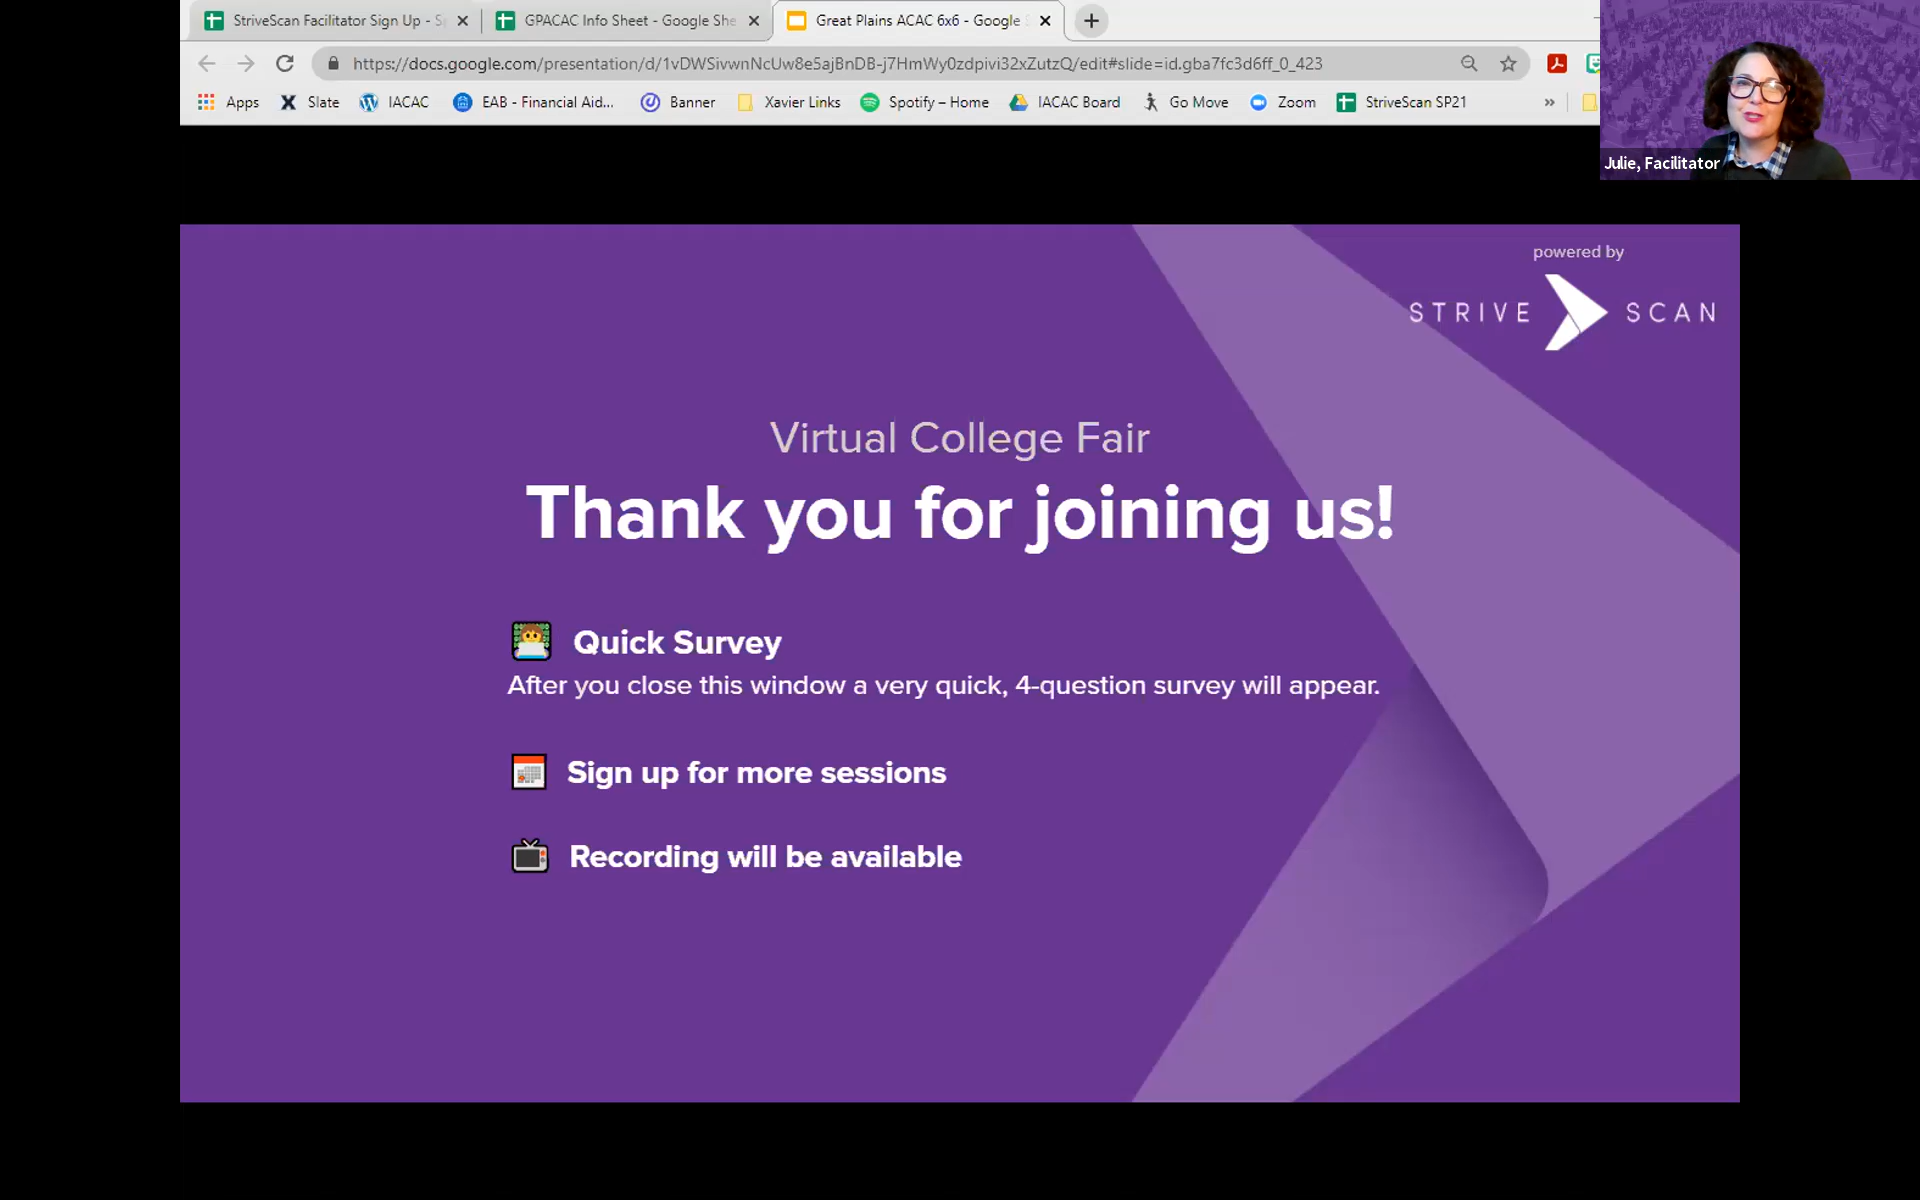 StriveScan Facilitator Sign Up - S
GPACAC Info Sheet - Google She
Great Plains ACAC 6x6 - Google
https://docs.google.com/presentation/d/1vDWSivwnNcUw8e5ajBnDB-j7HmWy0zdpivi32xZutzQ/edit#slide=id.gba7fc3d6ff_0_423
Apps Slate IACAC EAB - Financial Aid... Banner Xavier Links Spotify – Home IACAC Board Go Move Zoom StriveScan SP21 »
Julie, Facilitator
powered by
STRIVE SCAN
Virtual College Fair
Thank you for joining us!
Quick Survey
After you close this window a very quick, 4-question survey will appear.
Sign up for more sessions
Recording will be available